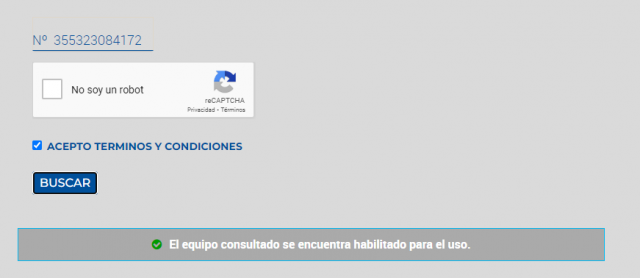 Nº 355323084172
No soy un robot
reCAPTCHA
Privacidad - Términos
ACEPTO TERMINOS Y CONDICIONES
BUSCAR
El equipo consultado se encuentra habilitado para el uso.